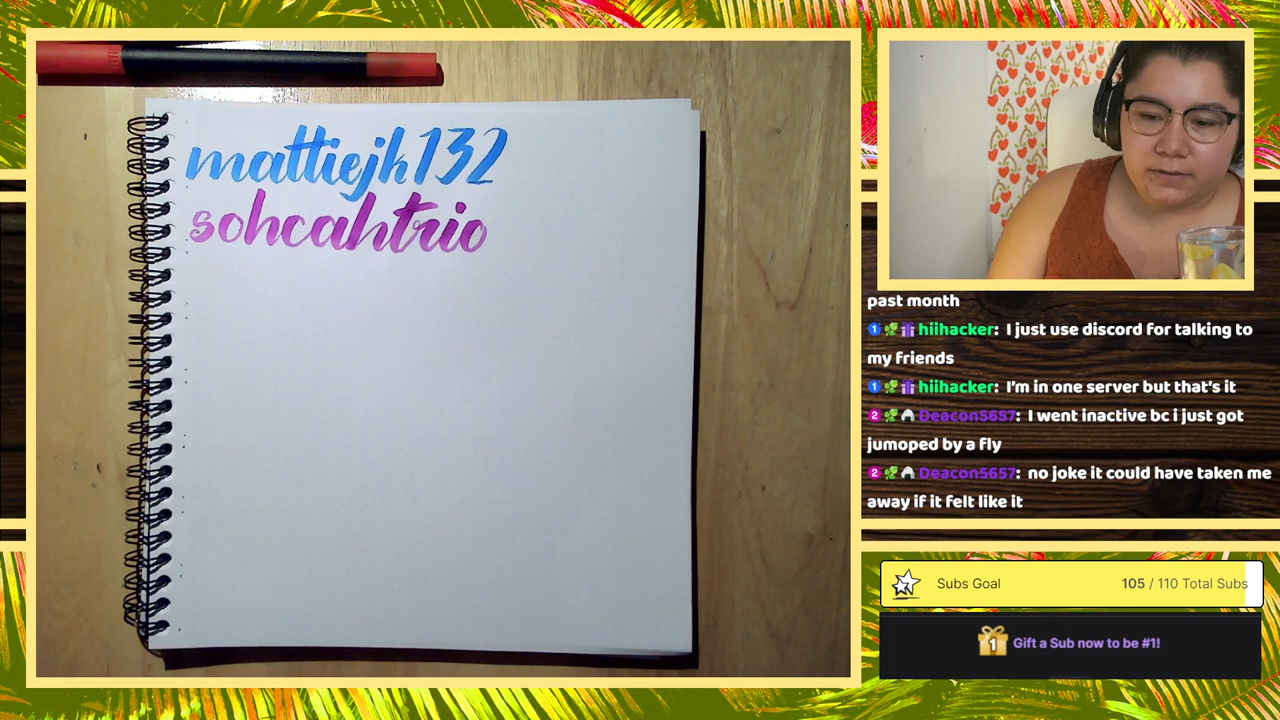 mattiejk132
sohcahtrio
past month
hiihacker: I just use discord for talking to
my friends
hiihacker: I'm in one server but that's it
Deacon5657: I went inactive bc i just got
jumoped by a fly
Deacon5657: no joke it could have taken me
away if it felt like it
Subs Goal 105 / 110 Total Subs
1 Gift a Sub now to be #1!